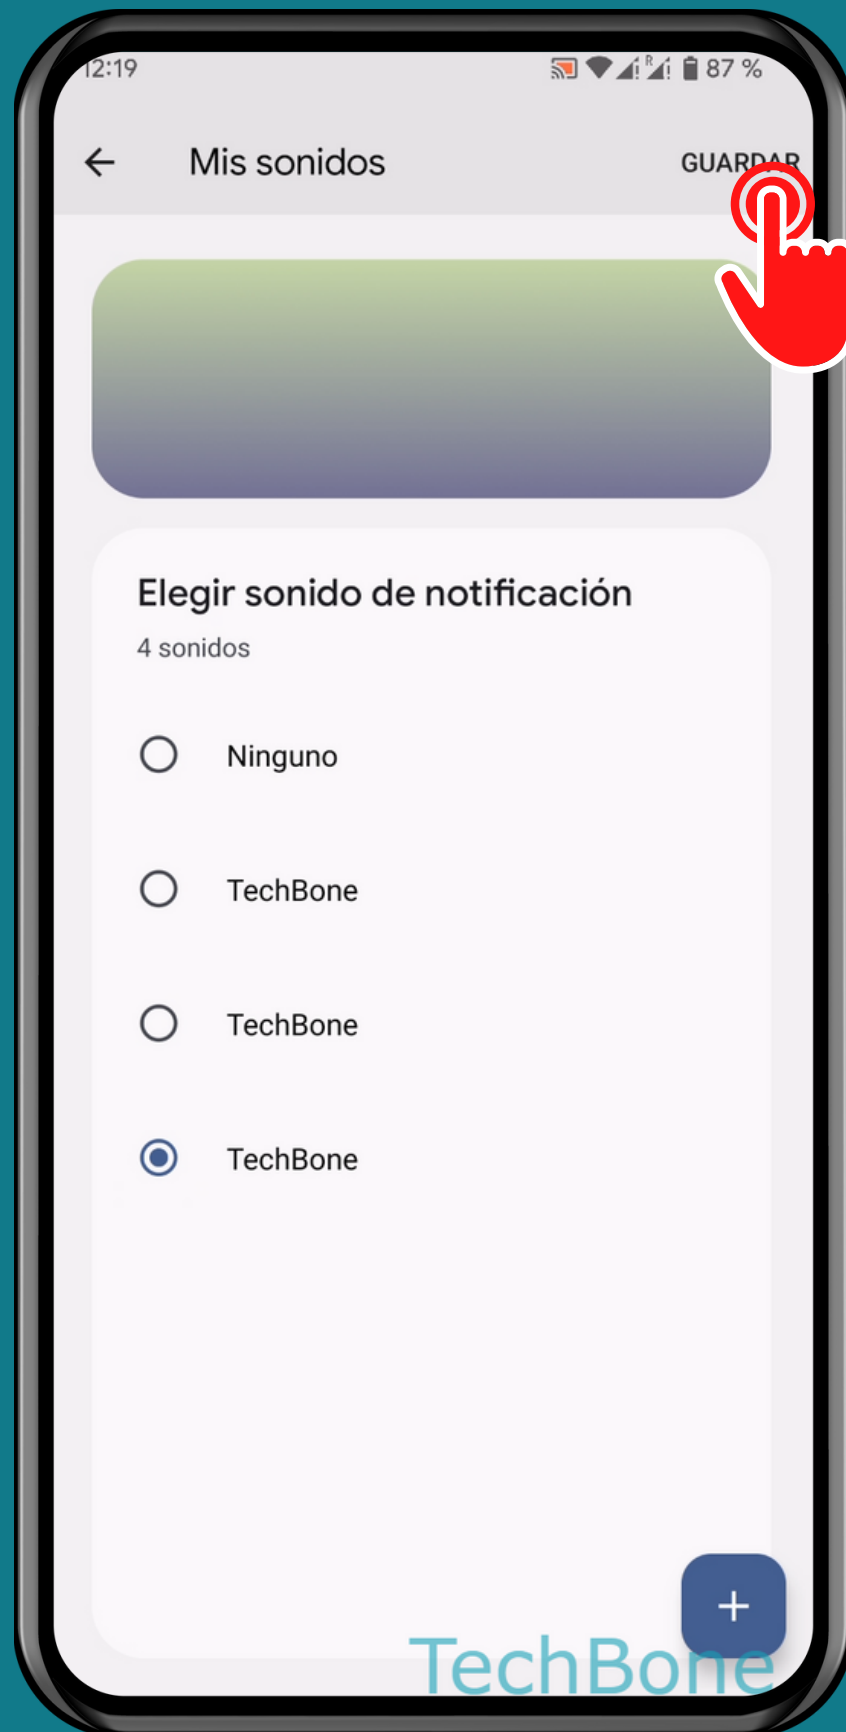 12:19
R
87 %
Mis sonidos
GUARDAR
Elegir sonido de notificación
4 sonidos
Ninguno
TechBone
TechBone
TechBone
TechBone